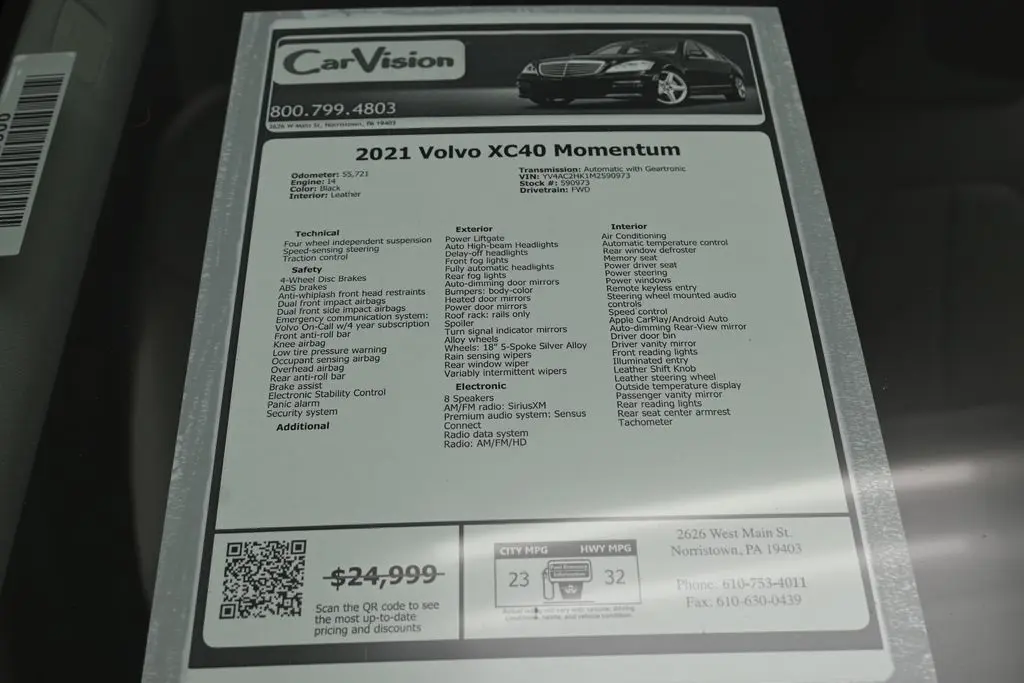 CarVision
800.799.4803
2626 W Main St, Norristown, PA 19403
2021 Volvo XC40 Momentum
Odometer: 55,721
Engine: I4
Color: Black
Interior: Leather
Transmission: Automatic with Geartronic
VIN: YV4AC2HK1M2590973
Stock #: 590973
Drivetrain: FWD
Technical
Four wheel independent suspension
Speed-sensing steering
Traction control
Safety
4-Wheel Disc Brakes
ABS brakes
Anti-whiplash front head restraints
Dual front impact airbags
Dual front side impact airbags
Emergency communication system:
Volvo On-Call w/4 year subscription
Front anti-roll bar
Knee airbag
Low tire pressure warning
Occupant sensing airbag
Overhead airbag
Rear anti-roll bar
Brake assist
Electronic Stability Control
Panic alarm
Security system
Additional
Exterior
Power Liftgate
Auto High-beam Headlights
Delay-off headlights
Front fog lights
Fully automatic headlights
Rear fog lights
Auto-dimming door mirrors
Bumpers: body-color
Heated door mirrors
Power door mirrors
Roof rack: rails only
Spoiler
Turn signal indicator mirrors
Alloy wheels
Wheels: 18" 5-Spoke Silver Alloy
Rain sensing wipers
Rear window wiper
Variably intermittent wipers
Electronic
8 Speakers
AM/FM radio: SiriusXM
Premium audio system: Sensus
Connect
Radio data system
Radio: AM/FM/HD
Interior
Air Conditioning
Automatic temperature control
Rear window defroster
Memory seat
Power driver seat
Power steering
Power windows
Remote keyless entry
Steering wheel mounted audio
controls
Speed control
Apple CarPlay/Android Auto
Auto-dimming Rear-View mirror
Driver door bin
Driver vanity mirror
Front reading lights
Illuminated entry
Leather Shift Knob
Leather steering wheel
Outside temperature display
Passenger vanity mirror
Rear reading lights
Rear seat center armrest
Tachometer
$24,999
Scan the QR code to see
the most up-to-date
pricing and discounts
CITY MPG
HWY MPG
23
32
2626 West Main St.
Norristown, PA 19403
Phone: 610-753-4011
Fax: 610-630-0439